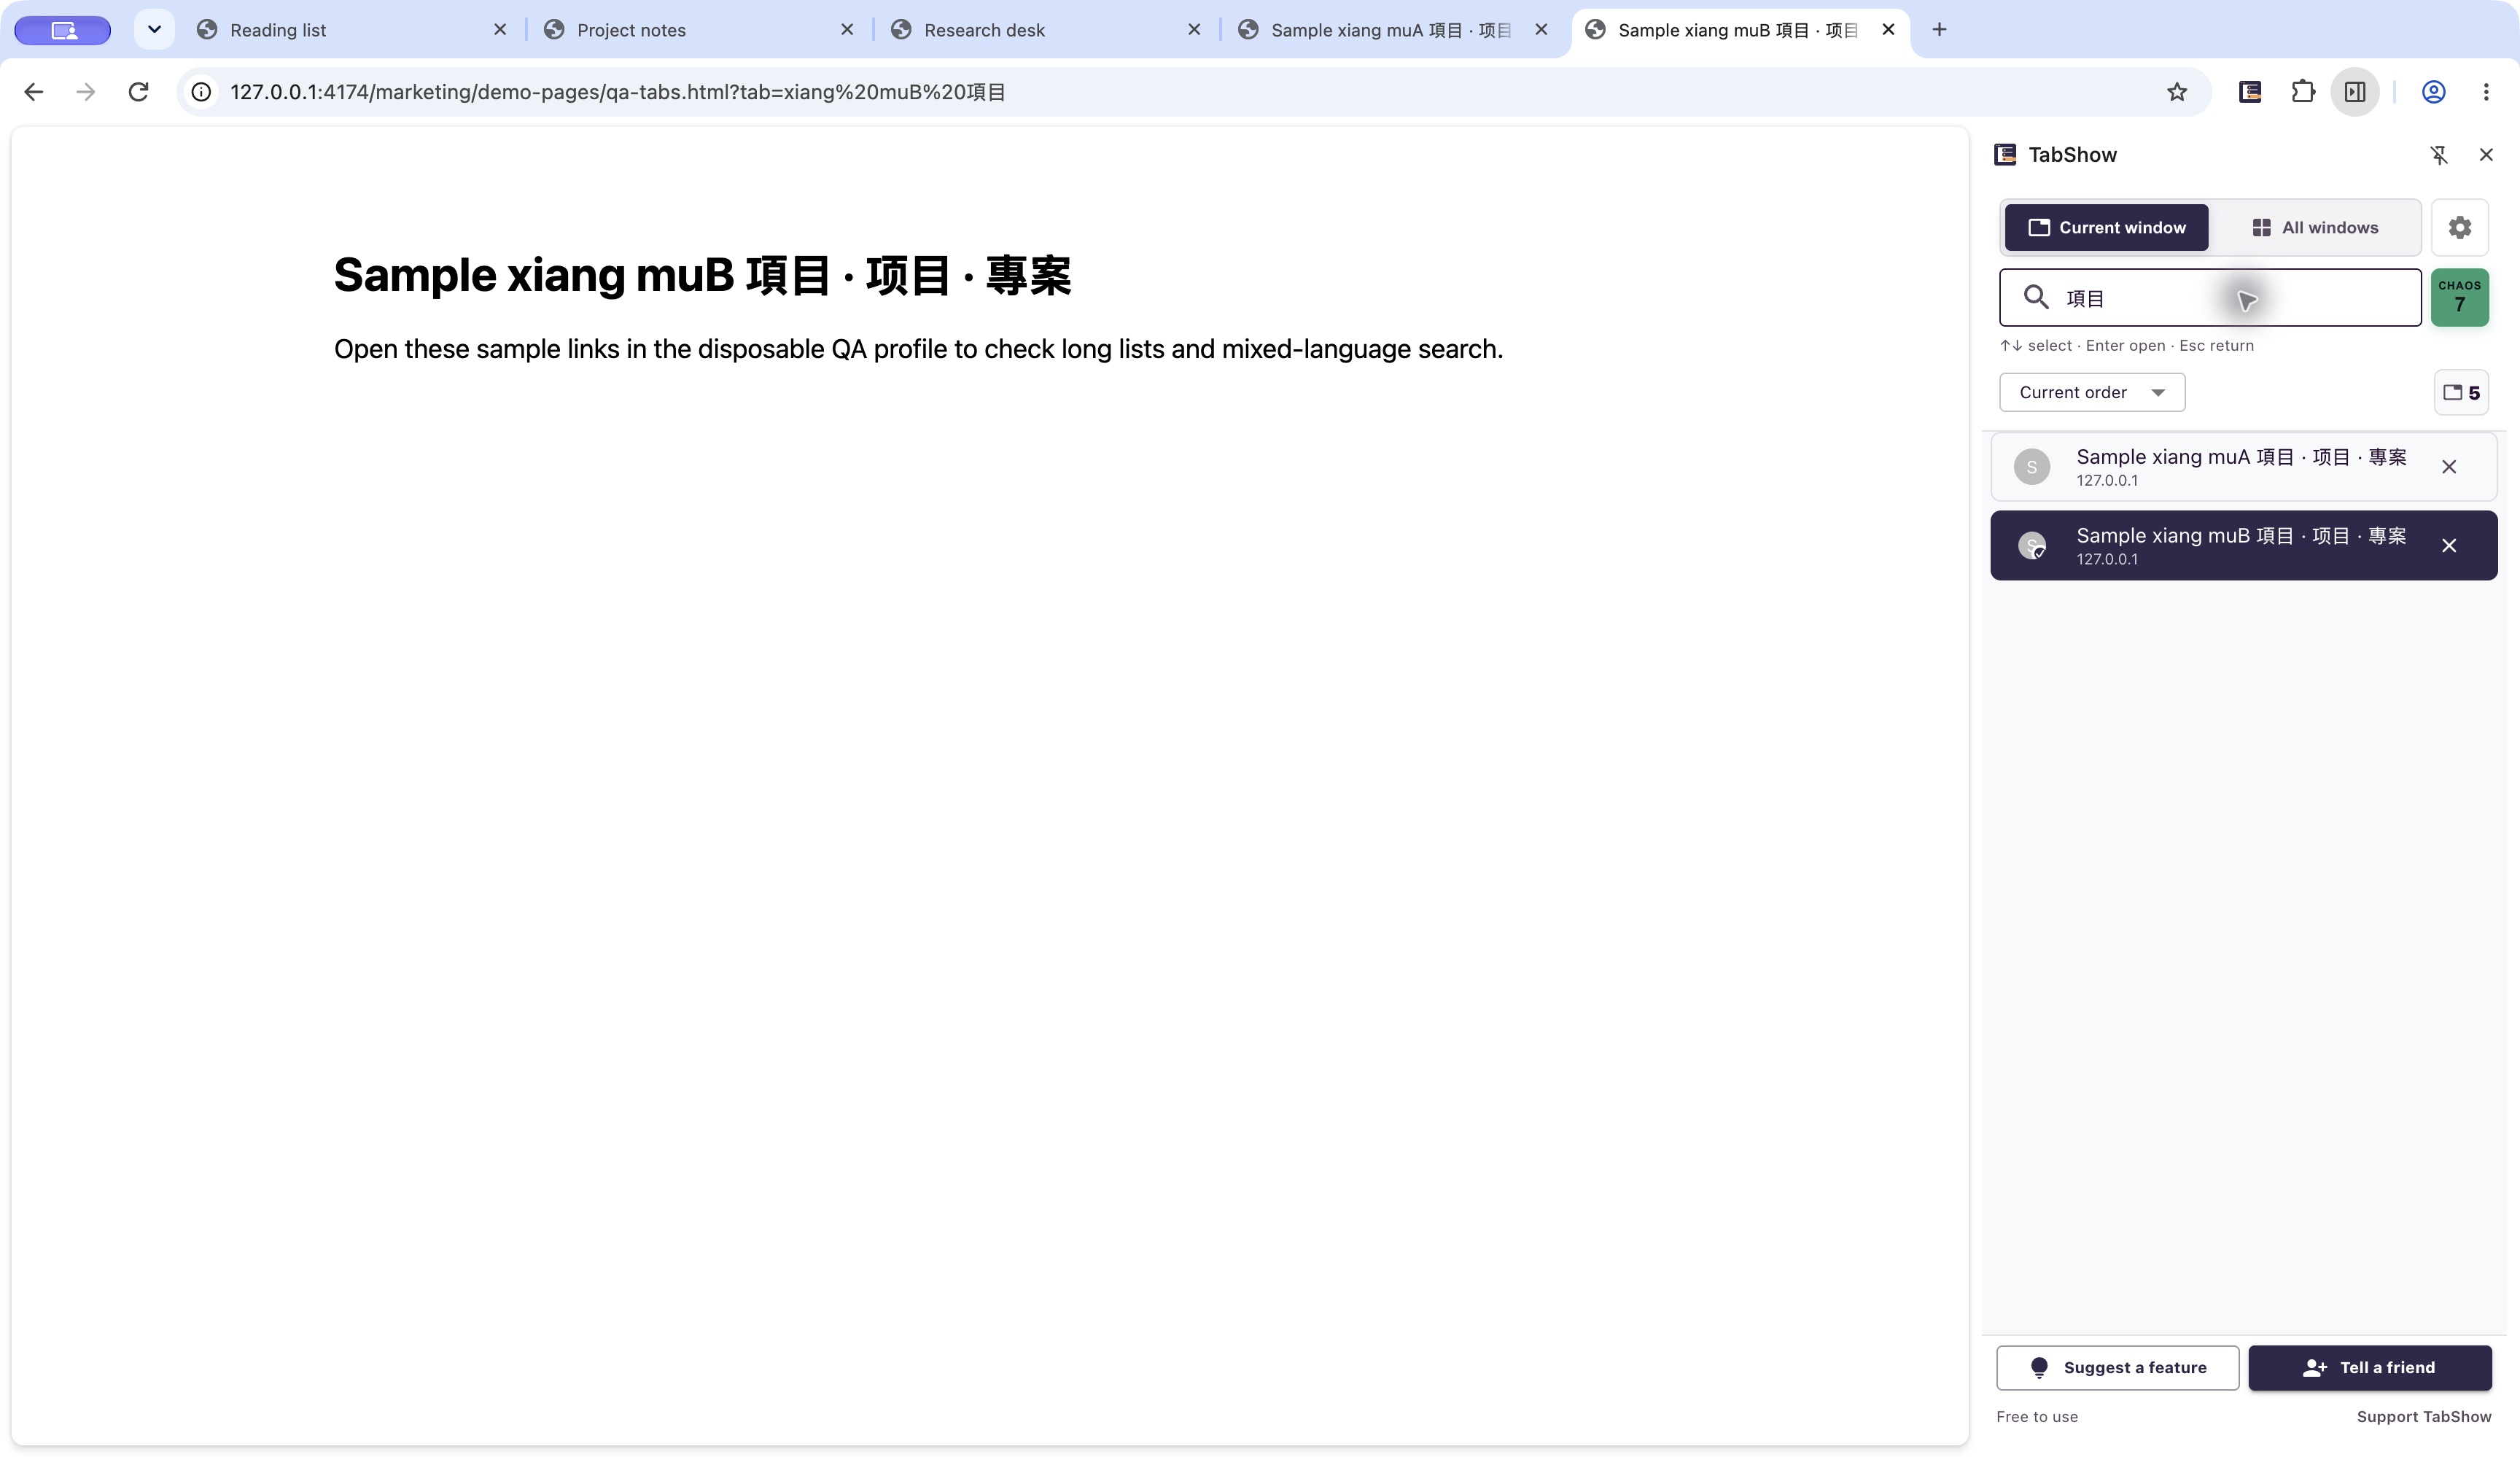 Reading list
Project notes
Research desk
Sample xiang muA 項目 · 项目
Sample xiang muB 項目 · 项目
127.0.0.1:4174/marketing/demo-pages/qa-tabs.html?tab=xiang%20muB%20項目
Sample xiang muB 項目 · 项目 · 專案
Open these sample links in the disposable QA profile to check long lists and mixed-language search.
TabShow
Current window
All windows
項目
CHAOS
7
↑↓ select · Enter open · Esc return
Current order
5
S
Sample xiang muA 項目 · 项目 · 專案
127.0.0.1
S
Sample xiang muB 項目 · 项目 · 專案
127.0.0.1
Suggest a feature
Tell a friend
Free to use
Support TabShow